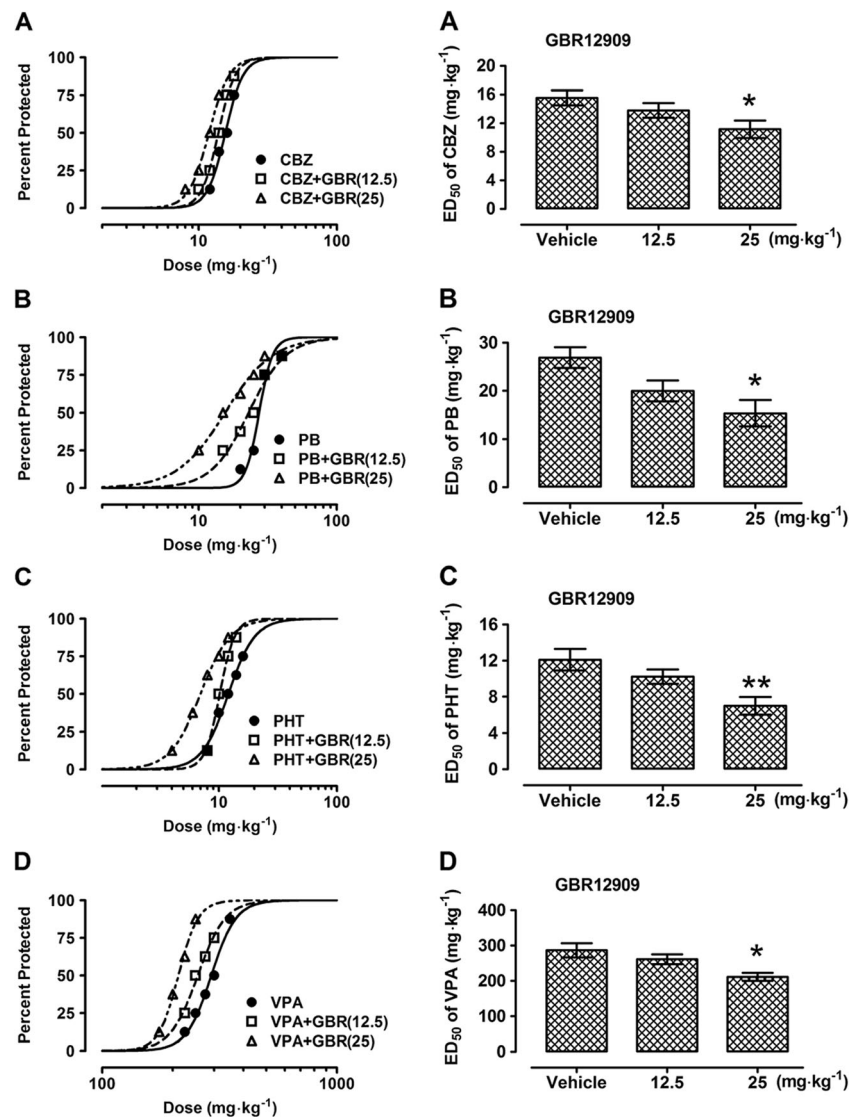 A
Percent Protected
100
75
50
25
0
CBZ
CBZ+GBR(12.5)
CBZ+GBR(25)
10
100
1000
Dose (mg·kg⁻¹)
A
GBR12909
ED₅₀ of CBZ (mg·kg⁻¹)
20
16
12
8
4
0
*
Vehicle
12.5
25 (mg·kg⁻¹)
B
Percent Protected
100
75
50
25
0
PB
PB+GBR(12.5)
PB+GBR(25)
10
100
Dose (mg·kg⁻¹)
B
GBR12909
ED₅₀ of PB (mg·kg⁻¹)
30
20
10
0
*
Vehicle
12.5
25 (mg·kg⁻¹)
C
Percent Protected
100
75
50
25
0
PHT
PHT+GBR(12.5)
PHT+GBR(25)
10
100
Dose (mg·kg⁻¹)
C
GBR12909
ED₅₀ of PHT (mg·kg⁻¹)
16
12
8
4
0
**
Vehicle
12.5
25 (mg·kg⁻¹)
D
Percent Protected
100
75
50
25
0
VPA
VPA+GBR(12.5)
VPA+GBR(25)
100
1000
Dose (mg·kg⁻¹)
D
GBR12909
ED₅₀ of VPA (mg·kg⁻¹)
400
300
200
100
0
*
Vehicle
12.5
25 (mg·kg⁻¹)